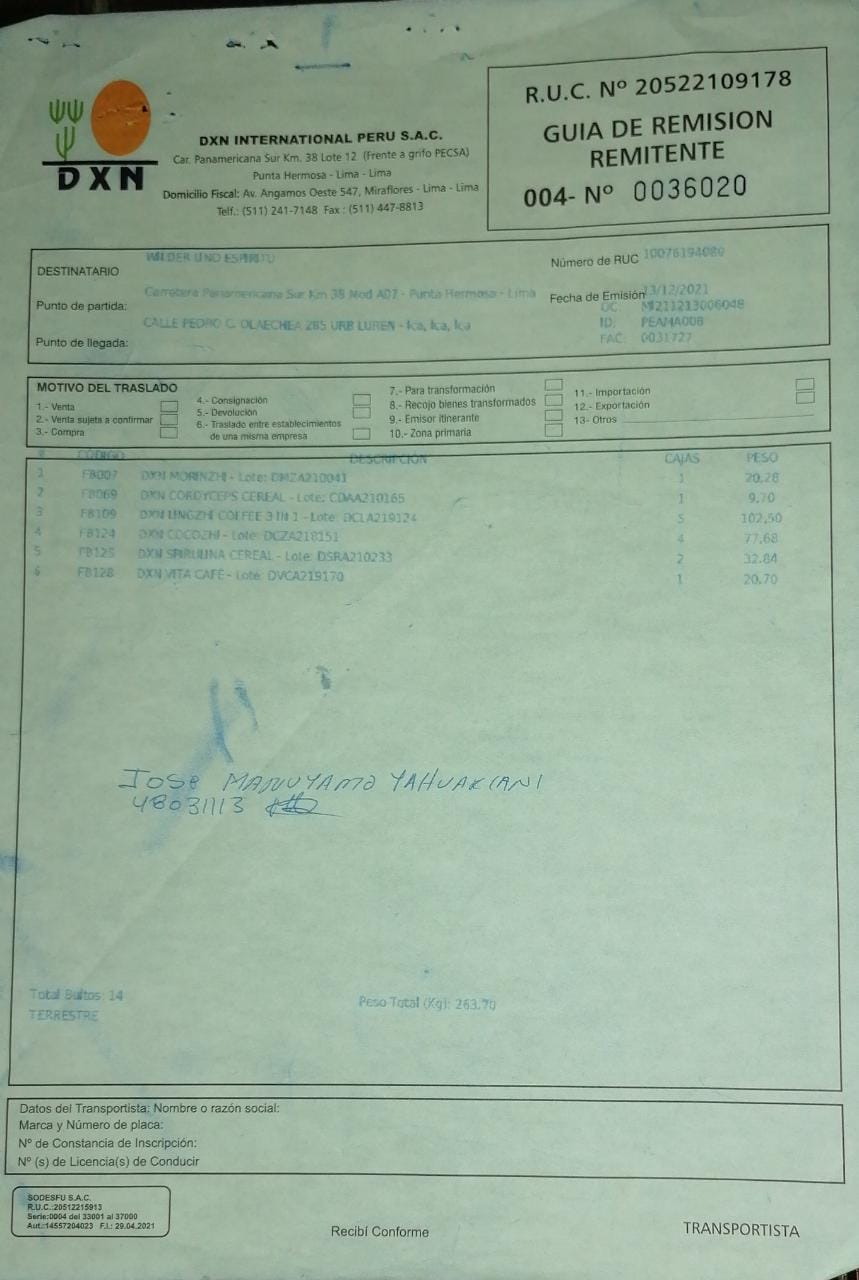 R.U.C. Nº 20522109178
GUIA DE REMISION
REMITENTE
004- Nº 0036020
DXN
DXN INTERNATIONAL PERU S.A.C.
Car. Panamericana Sur Km. 38 Lote 12 (Frente a grifo PECSA)
Punta Hermosa - Lima - Lima
Domicilio Fiscal: Av. Angamos Oeste 547, Miraflores - Lima - Lima
Telf.: (511) 241-7148 Fax : (511) 447-8813
DESTINATARIO WILDER UNO ESPIRITU
Número de RUC 10076194080
Punto de partida: Carretera Panamericana Sur Km 38 Mod A07 - Punta Hermosa - Lima
Fecha de Emisión 13/12/2021
OC: MI211213006048
Punto de llegada: CALLE PEDRO C. OLAECHEA 285 URB LUREN - Ica, Ica, Ica
ID: PEAMA008
FAC: 0031727
MOTIVO DEL TRASLADO
1.- Venta
2.- Venta sujeta a confirmar
3.- Compra
4.- Consignación
5.- Devolución
6.- Traslado entre establecimientos
de una misma empresa
7.- Para transformación
8.- Recojo bienes transformados
9.- Emisor itinerante
10.- Zona primaria
11.- Importación
12.- Exportación
13- Otros
# CÓDIGO DESCRIPCIÓN CAJAS PESO
1 FB007 DXN MORINZHI - Lote: DMZA210041 1 20,28
2 FB069 DXN CORDYCEPS CEREAL - Lote: CDAA210165 1 9,70
3 FB109 DXN LINGZHI COFFEE 3 IN 1 - Lote: DCLA219124 5 102,50
4 FB124 DXN COCOZHI - Lote: DCZA218151 4 77,68
5 FB125 DXN SPIRULINA CEREAL - Lote: DSRA210233 2 32,84
6 FB128 DXN VITA CAFE - Lote: DVCA219170 1 20,70
JOSE MANUYAMA YAHUARCANI
48031113
Total Bultos: 14
Peso Total (Kg): 263.70
TERRESTRE
Datos del Transportista: Nombre o razón social:
Marca y Número de placa:
Nº de Constancia de Inscripción:
Nº (s) de Licencia(s) de Conducir
SODESFU S.A.C.
R.U.C.:20512215913
Serie:0004 del 33001 al 37000
Aut.:14557204023 F.I.: 29.04.2021
Recibí Conforme
TRANSPORTISTA